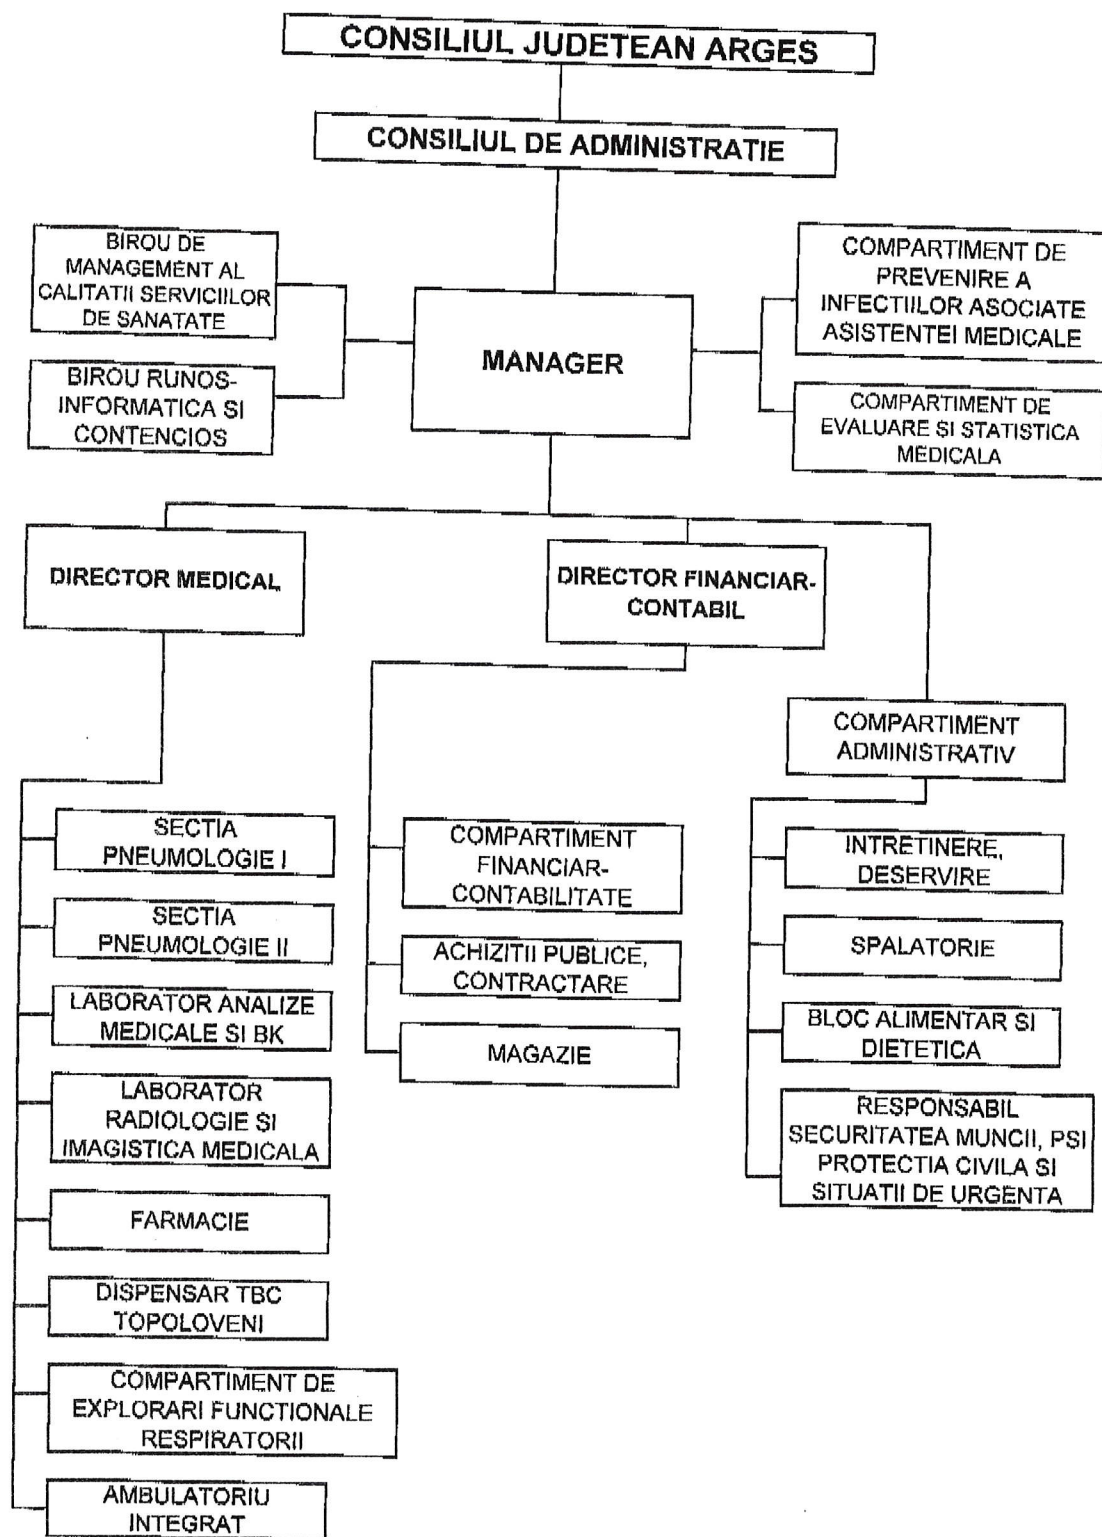 CONSILIUL JUDETEAN ARGES
CONSILIUL DE ADMINISTRATIE
BIROU DE
MANAGEMENT AL
CALITATII SERVICIILOR
DE SANATATE
BIROU RUNOS-
INFORMATICA SI
CONTENCIOS
MANAGER
COMPARTIMENT DE
PREVENIRE A
INFECTIILOR ASOCIATE
ASISTENTEI MEDICALE
COMPARTIMENT DE
EVALUARE SI STATISTICA
MEDICALA
DIRECTOR MEDICAL
DIRECTOR FINANCIAR-
CONTABIL
COMPARTIMENT
ADMINISTRATIV
SECTIA
PNEUMOLOGIE I
SECTIA
PNEUMOLOGIE II
LABORATOR ANALIZE
MEDICALE SI BK
LABORATOR
RADIOLOGIE SI
IMAGISTICA MEDICALA
FARMACIE
DISPENSAR TBC
TOPOLOVENI
COMPARTIMENT DE
EXPLORARI FUNCTIONALE
RESPIRATORII
AMBULATORIU
INTEGRAT
COMPARTIMENT
FINANCIAR-
CONTABILITATE
ACHIZITII PUBLICE,
CONTRACTARE
MAGAZIE
INTRETINERE,
DESERVIRE
SPALATORIE
BLOC ALIMENTAR SI
DIETETICA
RESPONSABIL
SECURITATEA MUNCII, PSI
PROTECTIA CIVILA SI
SITUATII DE URGENTA